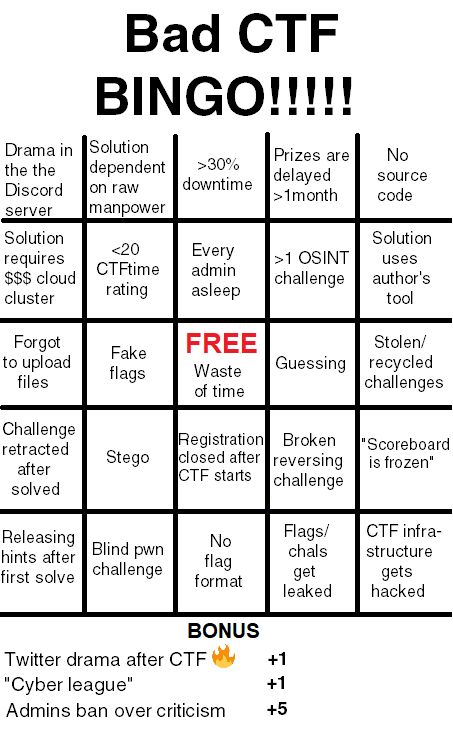 Bad CTF
BINGO!!!!!
Drama in
the the
Discord
server
Solution
dependent
on raw
manpower
>30%
downtime
Prizes are
delayed
>1month
No
source
code
Solution
requires
$$$ cloud
cluster
<20
CTFtime
rating
Every
admin
asleep
>1 OSINT
challenge
Solution
uses
author's
tool
Forgot
to upload
files
Fake
flags
FREE
Waste
of time
Guessing
Stolen/
recycled
challenges
Challenge
retracted
after
solved
Stego
Registration
closed after
CTF starts
Broken
reversing
challenge
"Scoreboard
is frozen"
Releasing
hints after
first solve
Blind pwn
challenge
No
flag
format
Flags/
chals
get
leaked
CTF infra-
structure
gets
hacked
BONUS
Twitter drama after CTF🔥 +1
"Cyber league" +1
Admins ban over criticism +5